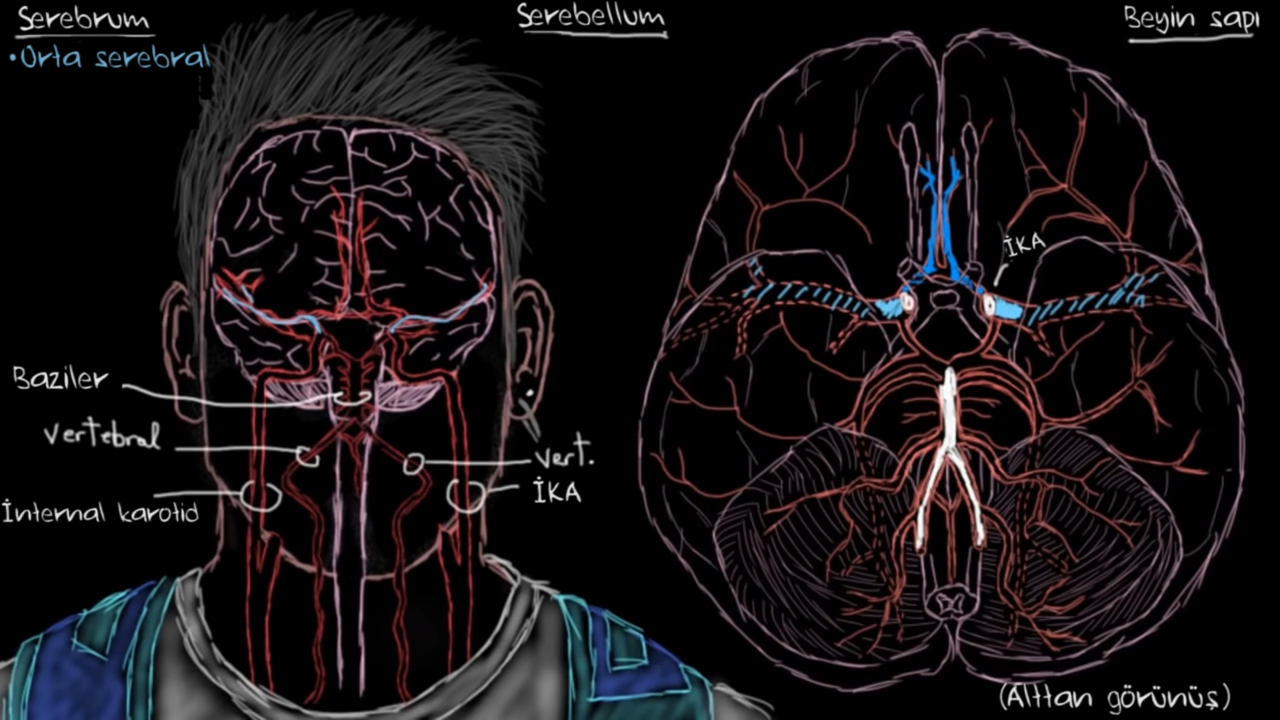 Serebrum
•Orta serebral
Serebellum
Beyin sapı
İKA
Baziler
vertebral
İnternal karotid
vert.
İKA
(Alttan görünüş)